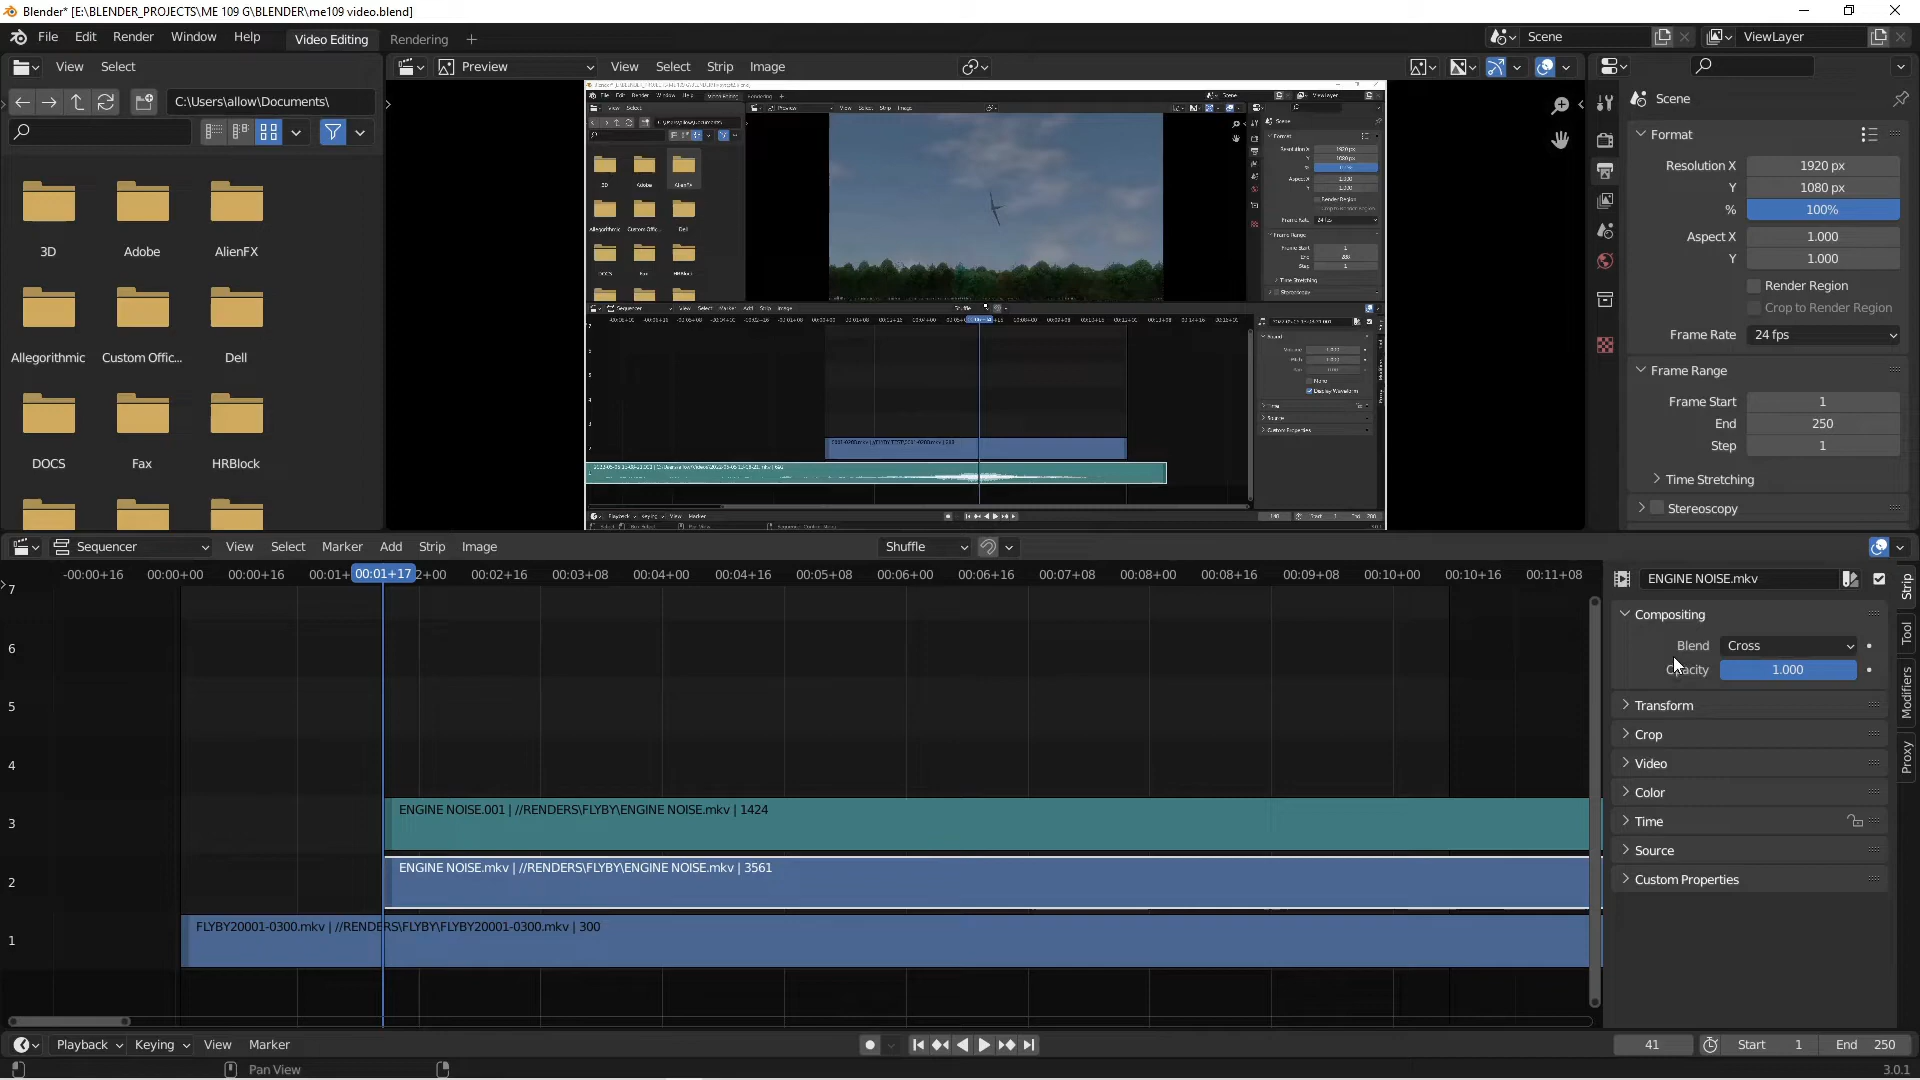 Blender* [E:\BLENDER_PROJECTS\ME 109 G\BLENDER\me109 video.blend]
File Edit Render Window Help Video Editing Rendering + Scene ViewLayer
View Select Preview View Select Strip Image
C:\Users\allow\Documents\ Scene
3D Adobe AlienFX
Allegorithmic Custom Offic... Dell
DOCS Fax HRBlock
Format
Resolution X 1920 px
Y 1080 px
% 100%
Aspect X 1.000
Y 1.000
Render Region
Crop to Render Region
Frame Rate 24 fps
Frame Range
Frame Start 1
End 250
Step 1
Time Stretching
Stereoscopy
Sequencer View Select Marker Add Strip Image Shuffle
-00:00+16 00:00+00 00:00+16 00:01+ 00:01+17 2+00 00:02+16 00:03+08 00:04+00 00:04+16 00:05+08 00:06+00 00:06+16 00:07+08 00:08+00 00:08+16 00:09+08 00:10+00 00:10+16 00:11+08
7
6
5
4
3 ENGINE NOISE.001 | //RENDERS\FLYBY\ENGINE NOISE.mkv | 1424
2 ENGINE NOISE.mkv | //RENDERS\FLYBY\ENGINE NOISE.mkv | 3561
1 FLYBY20001-0300.mkv | //RENDERS\FLYBY\FLYBY20001-0300.mkv | 300
ENGINE NOISE.mkv
Compositing
Blend Cross
Opacity 1.000
Transform
Crop
Video
Color
Time
Source
Custom Properties
Strip
Tool
Modifiers
Proxy
Playback Keying View Marker 41 Start 1 End 250
Pan View 3.0.1